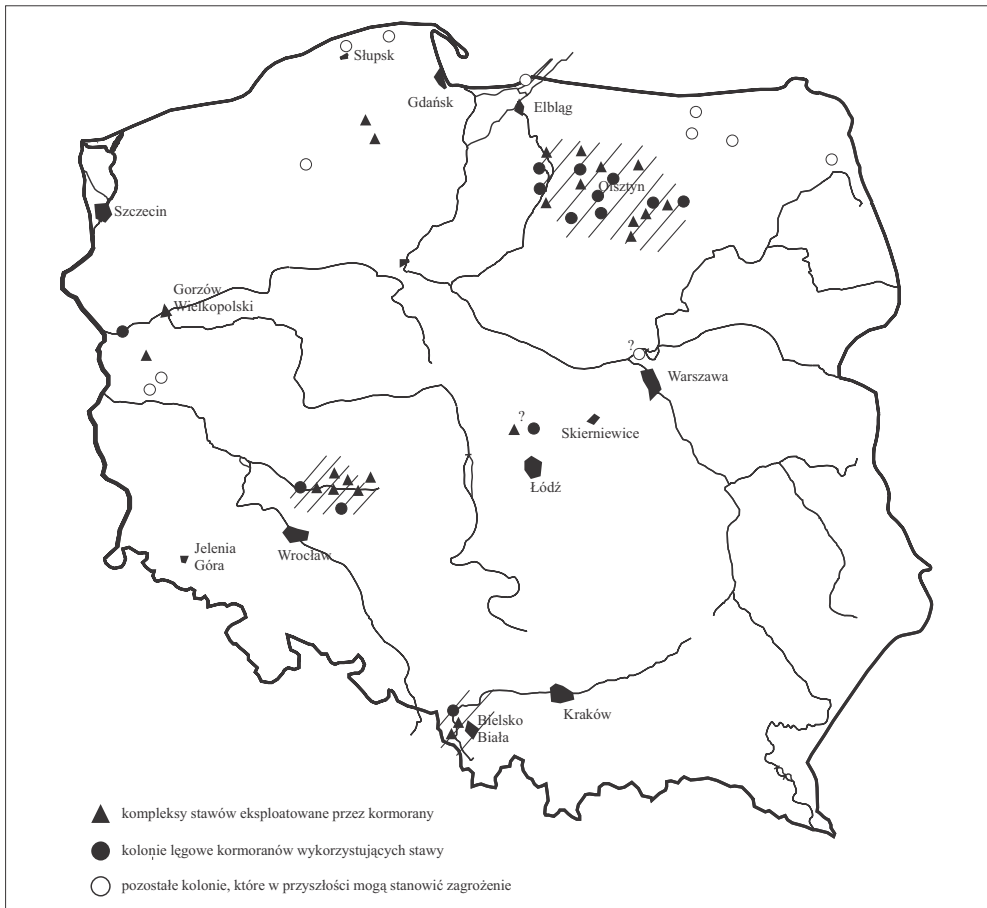 Słupsk
Gdańsk
Elbląg
Olsztyn
Szczecin
Gorzów
Wielkopolski
?
Warszawa
?
Skierniewice
Łódź
Jelenia
Góra
Wrocław
Kraków
Bielsko
Biała
kompleksy stawów eksploatowane przez kormorany
kolonie lęgowe kormoranów wykorzystujących stawy
pozostałe kolonie, które w przyszłości mogą stanowić zagrożenie